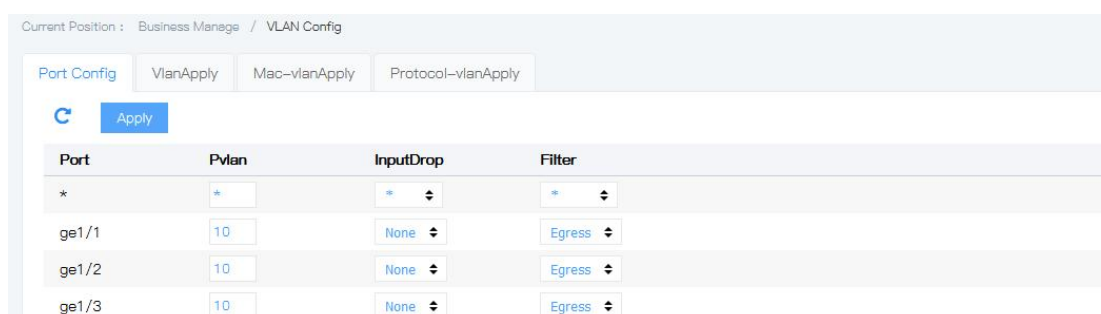 Current Position : Business Manage / VLAN Config
Port Config VlanApply Mac-vlanApply Protocol-vlanApply
Apply
Port Pvlan InputDrop Filter
* * * *
ge1/1 10 None Egress
ge1/2 10 None Egress
ge1/3 10 None Egress